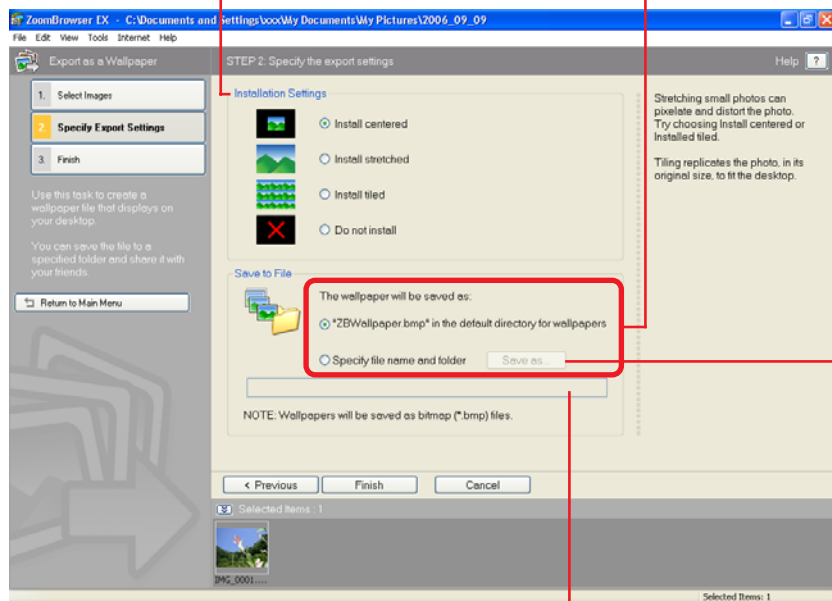 ZoomBrowser EX - C:\Documents and Settings\xxx\My Documents\My Pictures\2006_09_09
File Edit View Tools Internet Help
Export as a Wallpaper
STEP 2: Specify the export settings
Help ?
1. Select Images
2. Specify Export Settings
3. Finish
Use this task to create a
wallpaper file that displays on
your desktop.
You can save the file to a
specified folder and share it with
your friends.
Return to Main Menu
Installation Settings
Install centered
Install stretched
Install tiled
Do not install
Save to File
The wallpaper will be saved as:
"ZBWallpaper.bmp" in the default directory for wallpapers
Specify file name and folder
Save as...
NOTE: Wallpapers will be saved as bitmap (*.bmp) files.
Stretching small photos can
pixelate and distort the photo.
Try choosing Install centered or
Installed tiled.
Tiling replicates the photo, in its
original size, to fit the desktop.
< Previous
Finish
Cancel
Selected Items : 1
IMG_0001....
Selected Items: 1